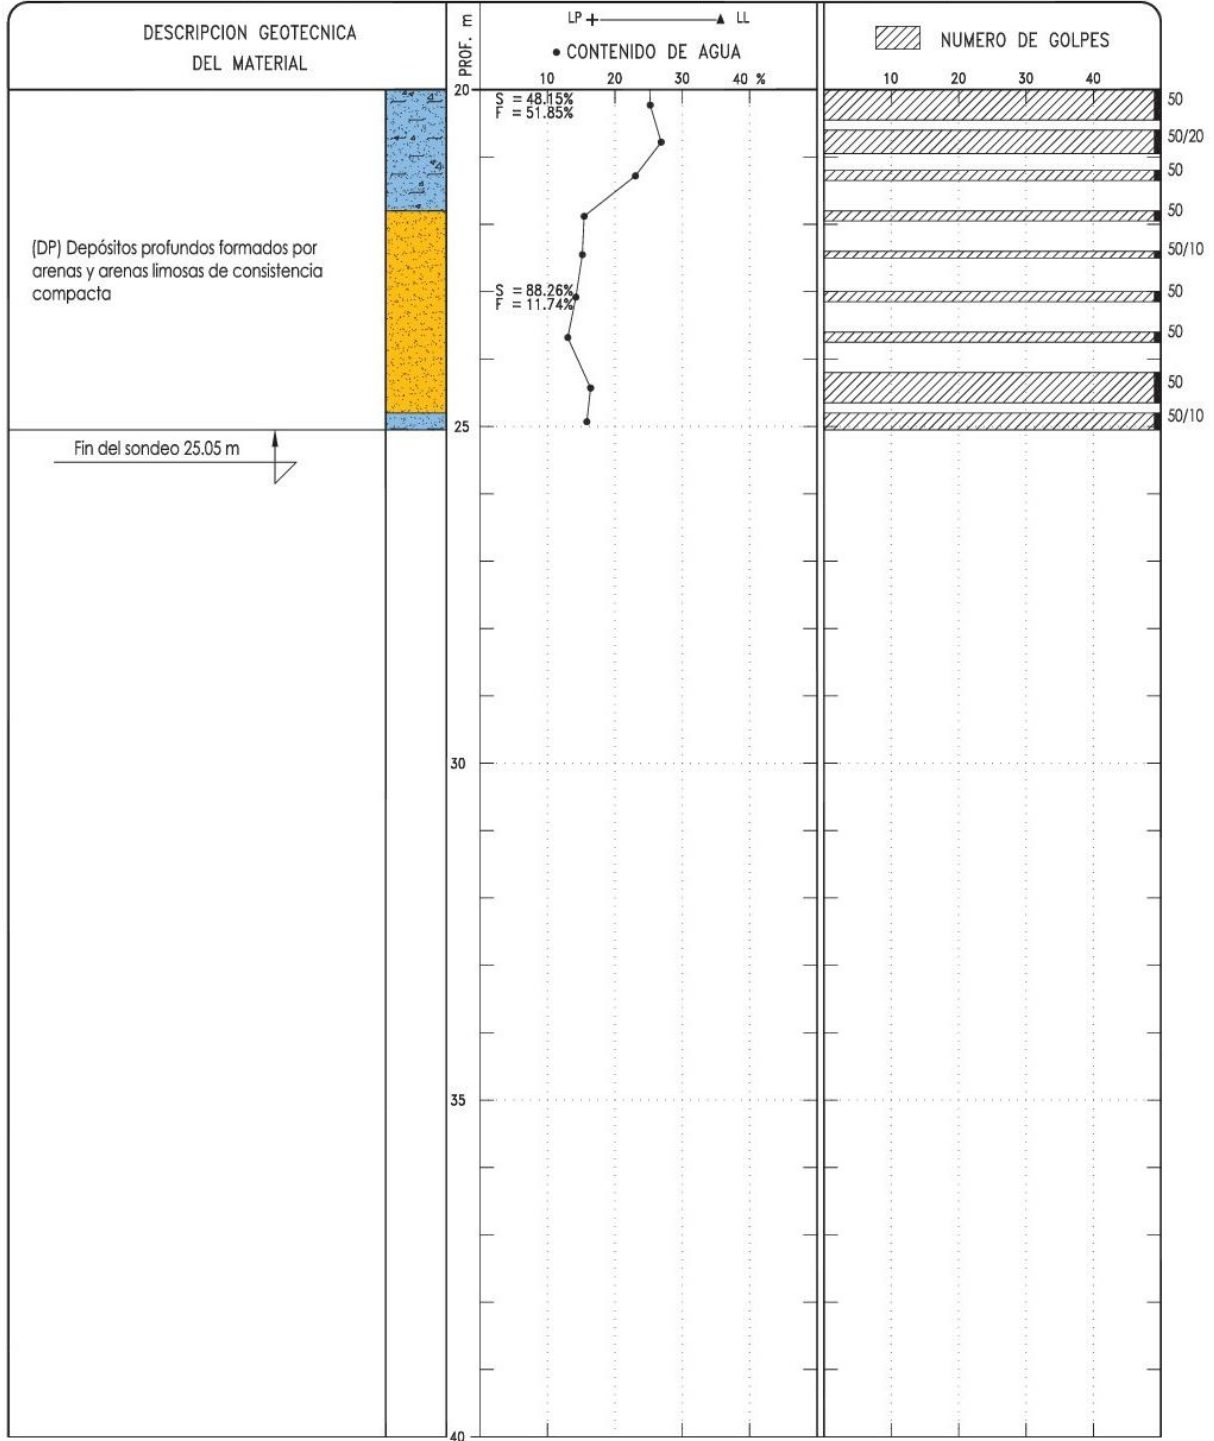 DESCRIPCION GEOTECNICA
DEL MATERIAL
PROF. m
LP LL
CONTENIDO DE AGUA
10 20 30 40 %
NUMERO DE GOLPES
10 20 30 40
20
S = 48.15%
F = 51.85%
50
50/20
50
50
(DP) Depósitos profundos formados por
arenas y arenas limosas de consistencia
compacta
50/10
S = 88.26%
F = 11.74%
50
50
50
50/10
25
Fin del sondeo 25.05 m
30
35
40